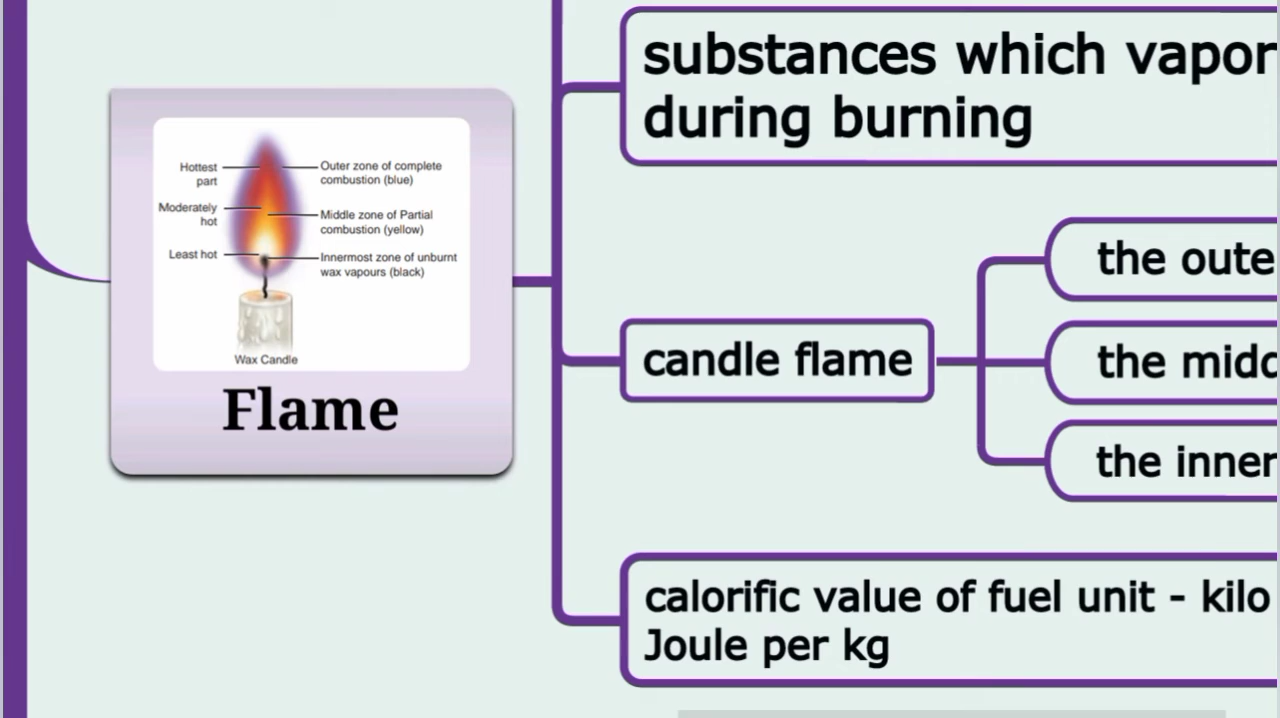 substances which vapor
during burning
Hottest
part
Outer zone of complete
combustion (blue)
Moderately
hot
Middle zone of Partial
combustion (yellow)
Least hot
Innermost zone of unburnt
wax vapours (black)
Wax Candle
Flame
candle flame
the oute
the midd
the inner
calorific value of fuel unit - kilo
Joule per kg